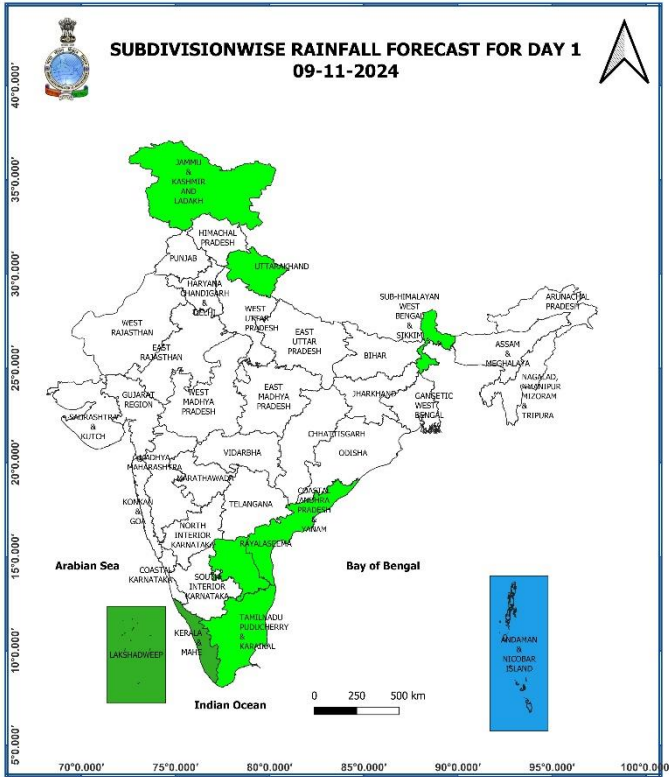 SUBDIVISIONWISE RAINFALL FORECAST FOR DAY 1
09-11-2024
40°0.000'
35°0.000'
30°0.000'
25°0.000'
20°0.000'
15°0.000'
10°0.000'
5°0.000'
JAMMU
&
KASHMIR
AND
LADAKH
HIMACHAL
PRADESH
PUNJAB
UTTARAKHAND
HARYANA
CHANDIGARH
&
DELHI
WEST
UTTAR
PRADESH
EAST
UTTAR
PRADESH
WEST
RAJASTHAN
EAST
RAJASTHAN
SUB-HIMALAYAN
WEST
BENGAL
&
SIKKIM
ARUNACHAL
PRADESH
ASSAM
&
MEGHALAYA
NAGALAD,
MANIPUR
MIZORAM
&
TRIPURA
BIHAR
JHARKHAND
GANGETIC
WEST
BENGAL
GUJARAT
REGION
SAURASHTRA
&
KUTCH
WEST
MADHYA
PRADESH
EAST
MADHYA
PRADESH
CHHATTISGARH
ODISHA
VIDARBHA
MADHYA
MAHARASHTRA
MARATHAWADA
KONKAN
&
GOA
TELANGANA
COASTAL
ANDHRA
PRADESH
&
YANAM
NORTH
INTERIOR
KARNATAKA
RAYALASEEMA
COASTAL
KARNATAKA
SOUTH
INTERIOR
KARNATAKA
Arabian Sea
Bay of Bengal
TAMILNADU
PUDUCHERRY
&
KARAIKAL
KERALA
&
MAHE
LAKSHADWEEP
ANDAMAN
&
NICOBAR
ISLAND
Indian Ocean
0 250 500 km
70°0.000' 75°0.000' 80°0.000' 85°0.000' 90°0.000' 95°0.000' 100°0.000'